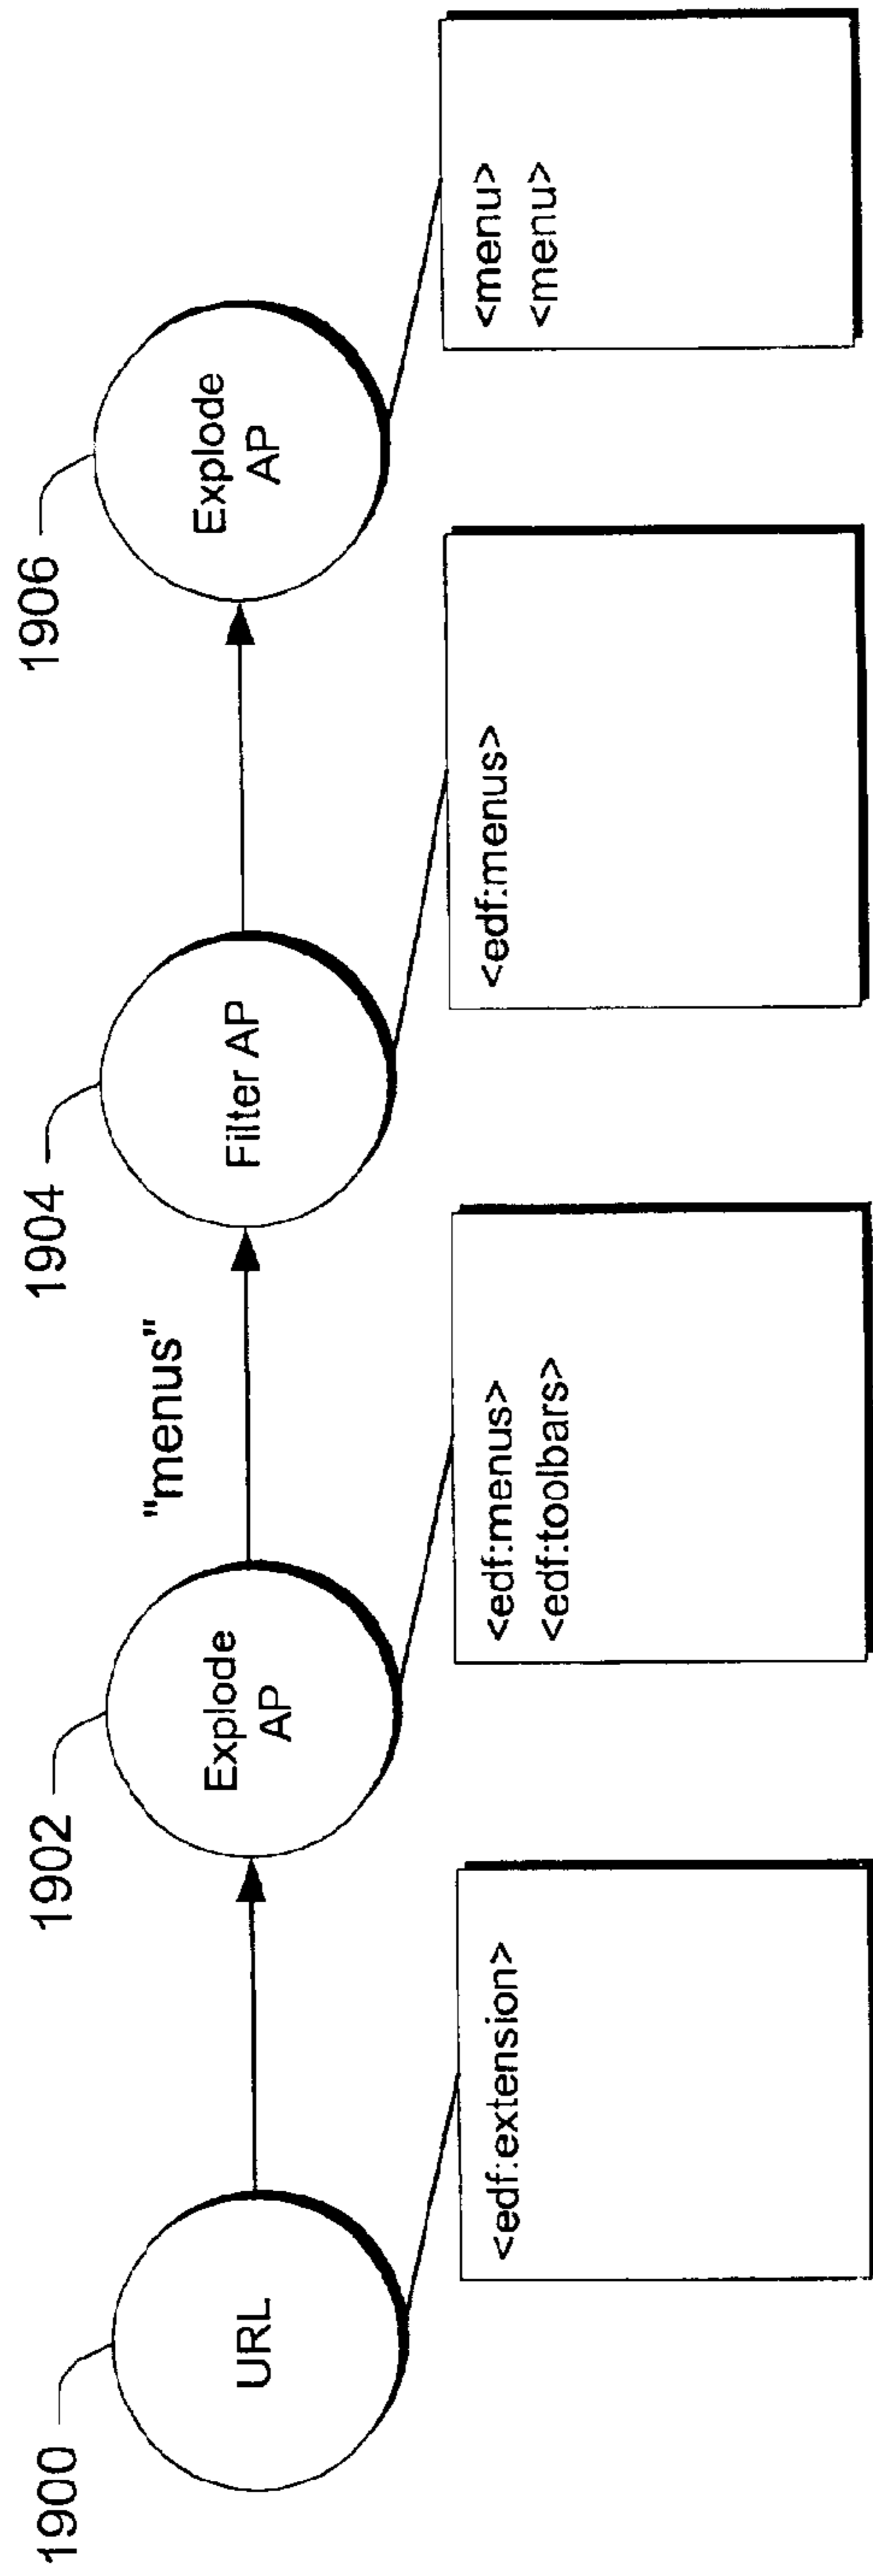 1900
URL
<edf:extension>
1902
Explode
AP
<edf:menus>
<edf:toolbars>
"menus"
1904
Filter AP
<edf:menus>
1906
Explode
AP
<menu>
<menu>